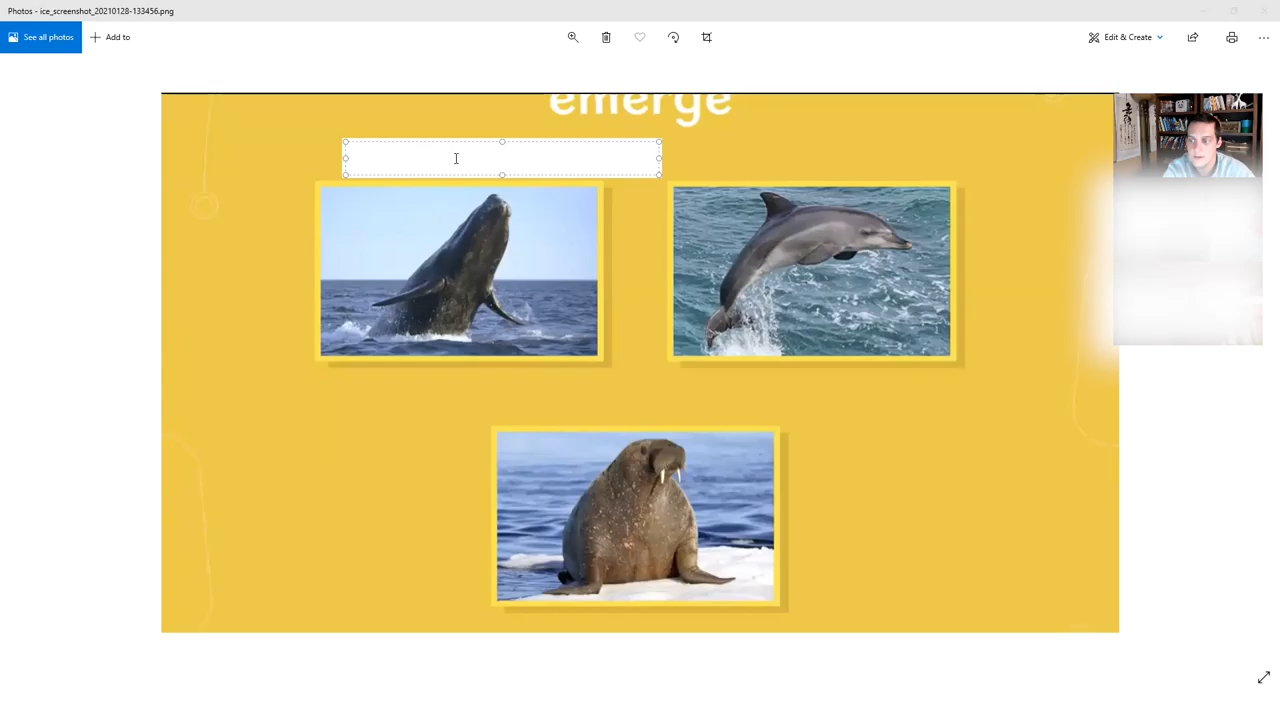 Photos - ice_screenshot_20210128-133456.png
See all photos
Add to
Edit & Create
emerge